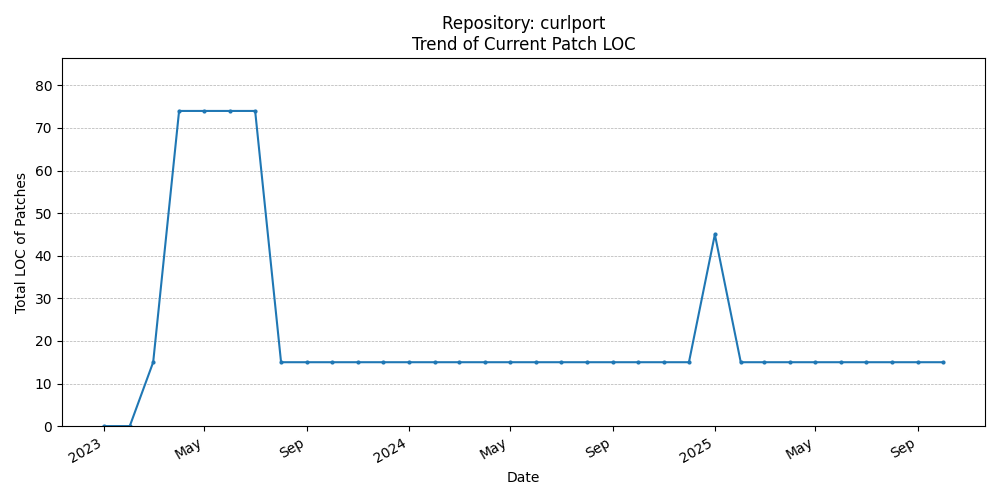 Repository: curlport
Trend of Current Patch LOC
Total LOC of Patches
80
70
60
50
40
30
20
10
0
2023
May
Sep
2024
May
Sep
2025
May
Sep
Date